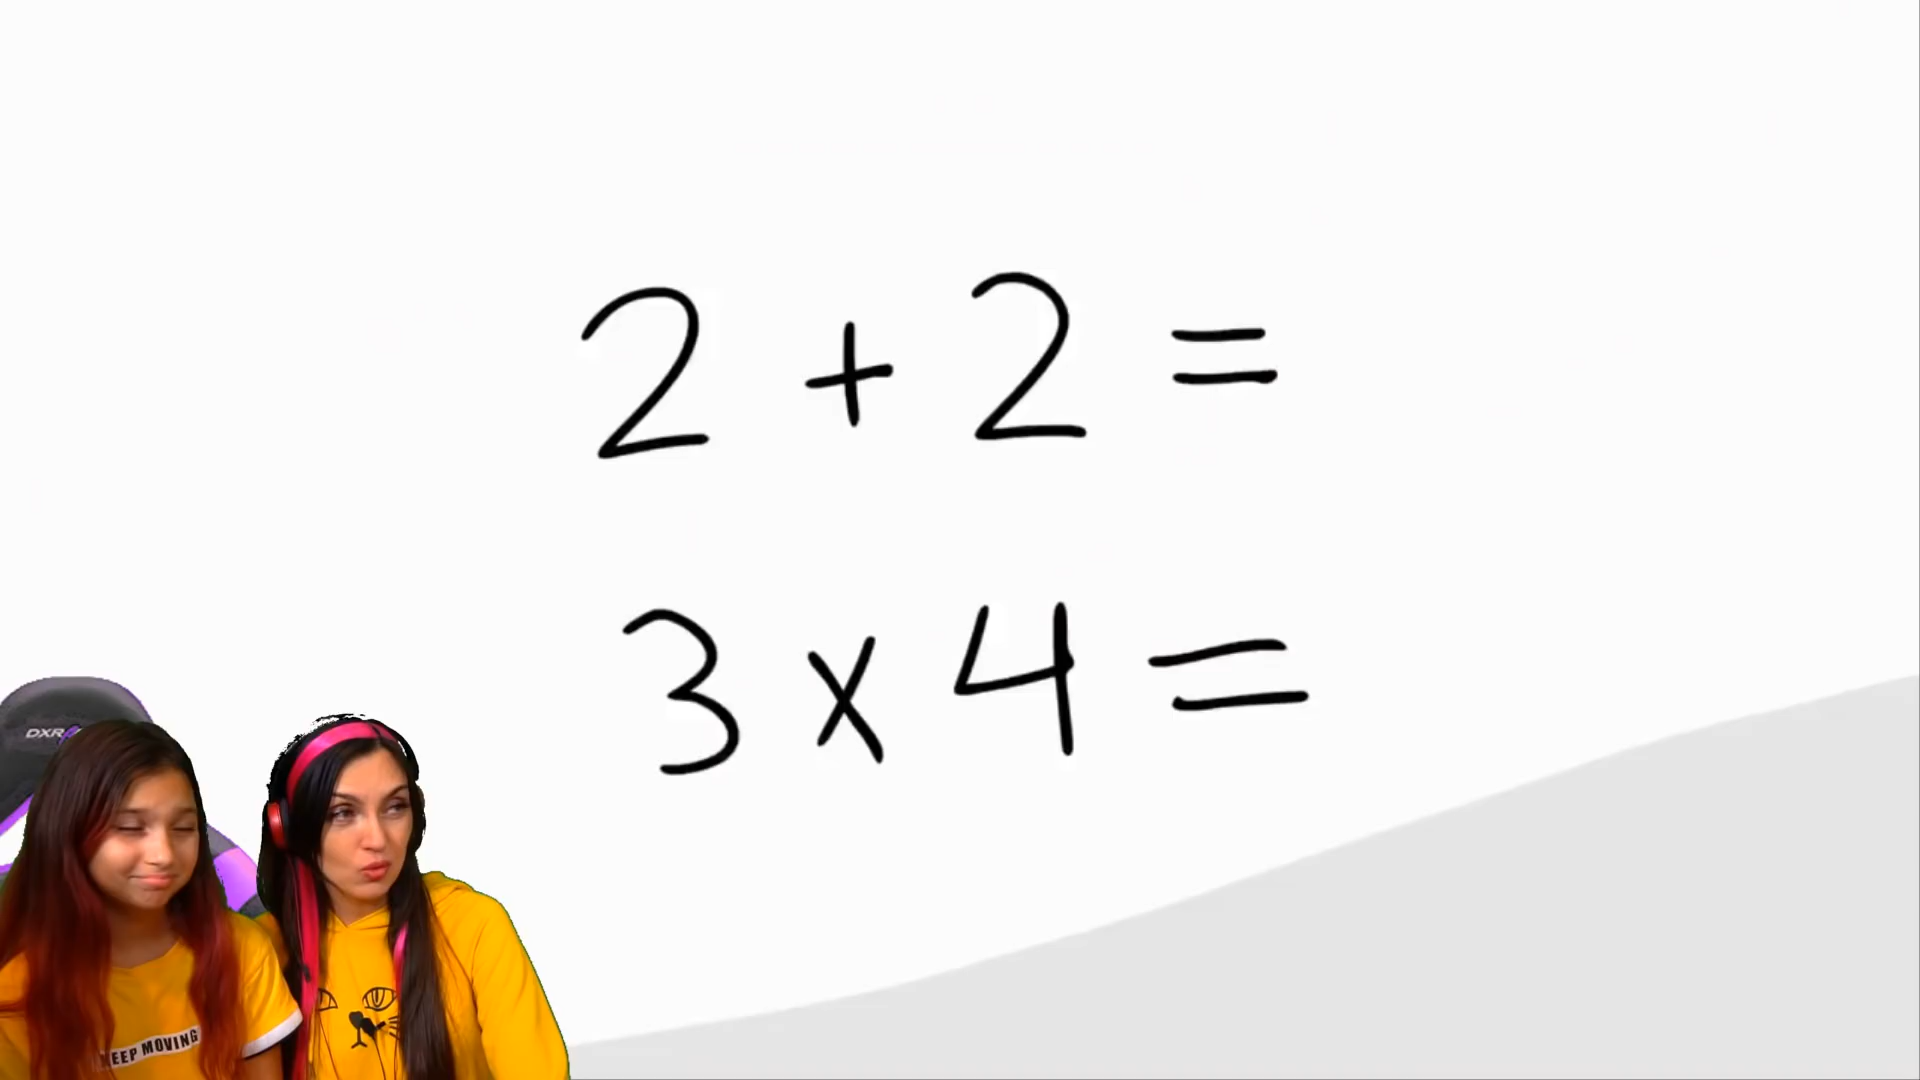 2 + 2 =
3 x 4 =
DXR
KEEP MOVING